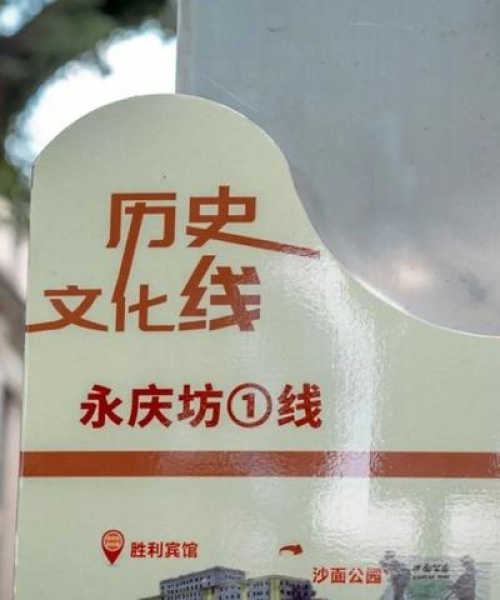 历史
文化线
永庆坊①线
胜利宾馆
沙面公园